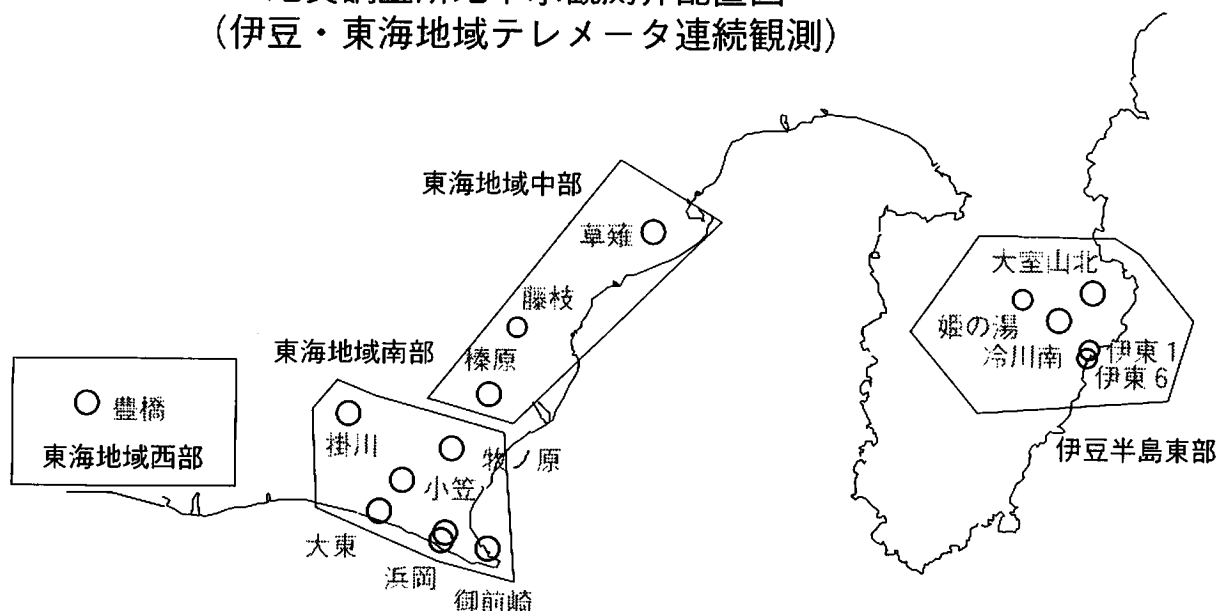 (伊豆・東海地域テレメータ連続観測)
東海地域中部
草薙
大室山北
藤枝
姫の湯
東海地域南部
榛原
冷川南
伊東1
伊東6
豊橋
掛川
牧ノ原
東海地域西部
伊豆半島東部
小笠
大東
浜岡
御前崎